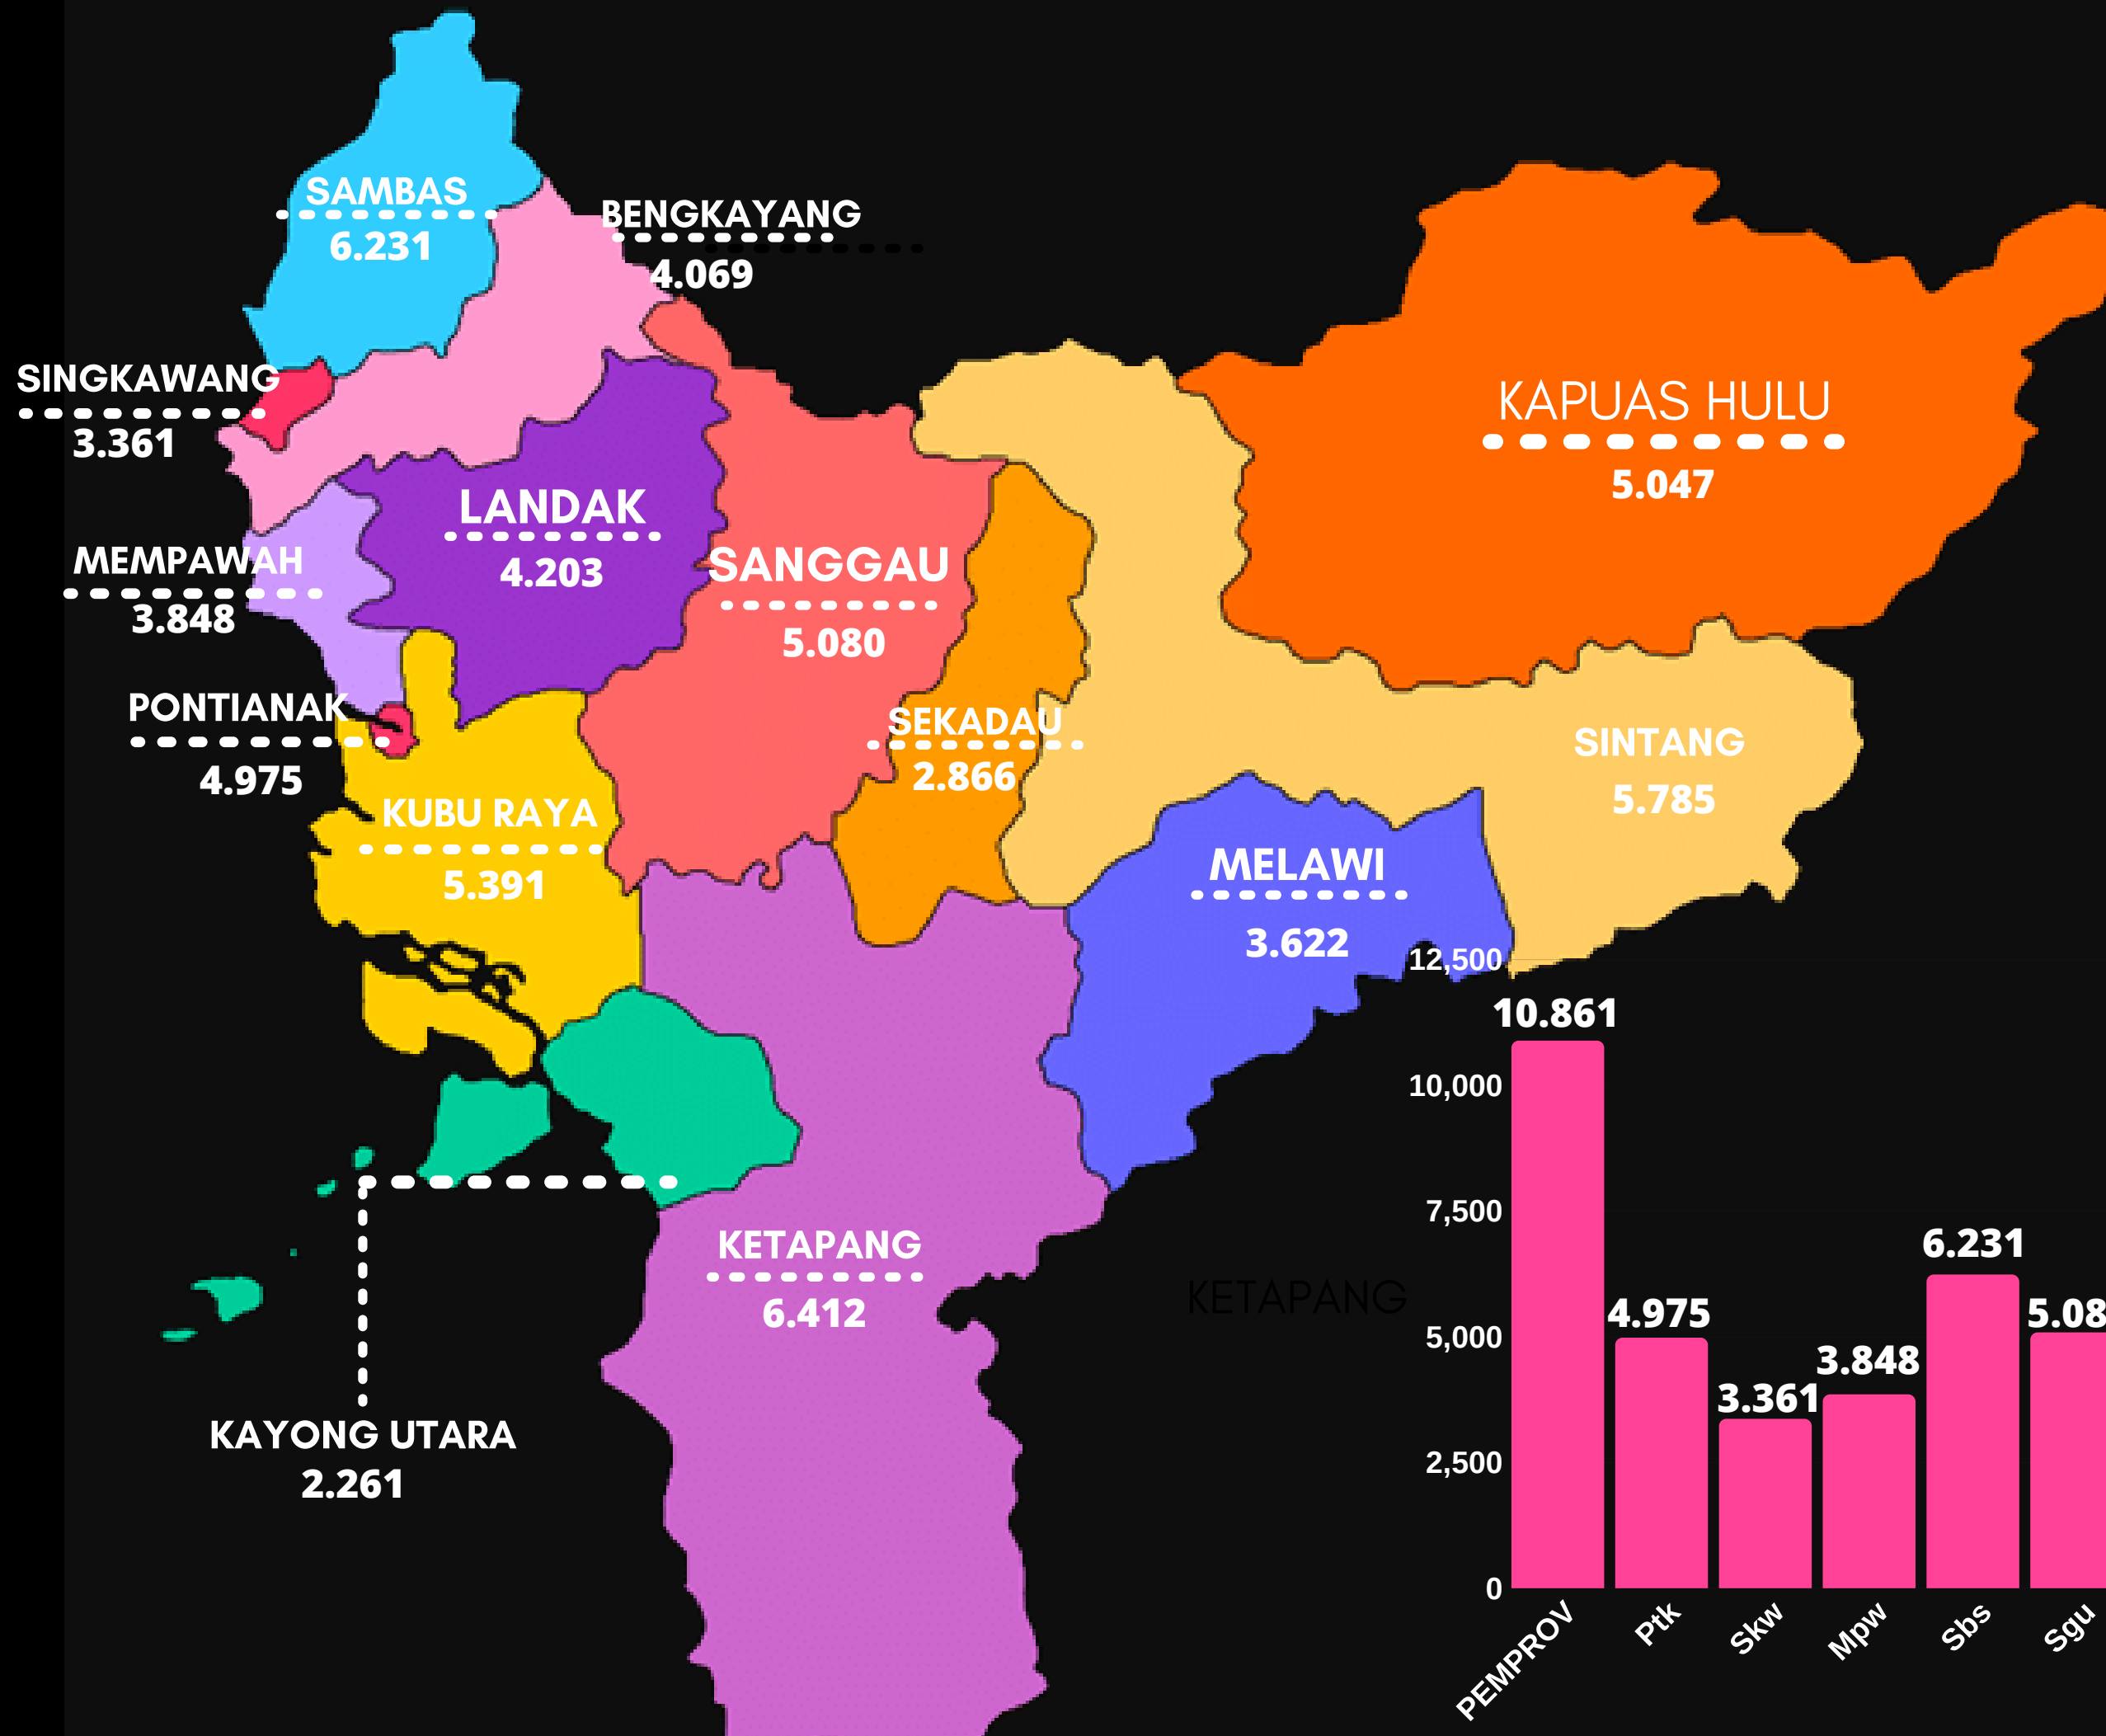 SAMBAS
6.231
BENGKAYANG
4.069
SINGKAWANG
3.361
KAPUAS HULU
5.047
LANDAK
4.203
MEMPAWAH
3.848
SANGGAU
5.080
PONTIANAK
4.975
SEKADAU
2.866
SINTANG
5.785
KUBU RAYA
5.391
MELAWI
3.622
KETAPANG
6.412
KETAPANG
KAYONG UTARA
2.261
12,500
10,000
7,500
5,000
2,500
0
10.861
4.975
3.361
3.848
6.231
5.08
PEMPROV
Ptk
Skw
Mpw
Sbs
Sgu